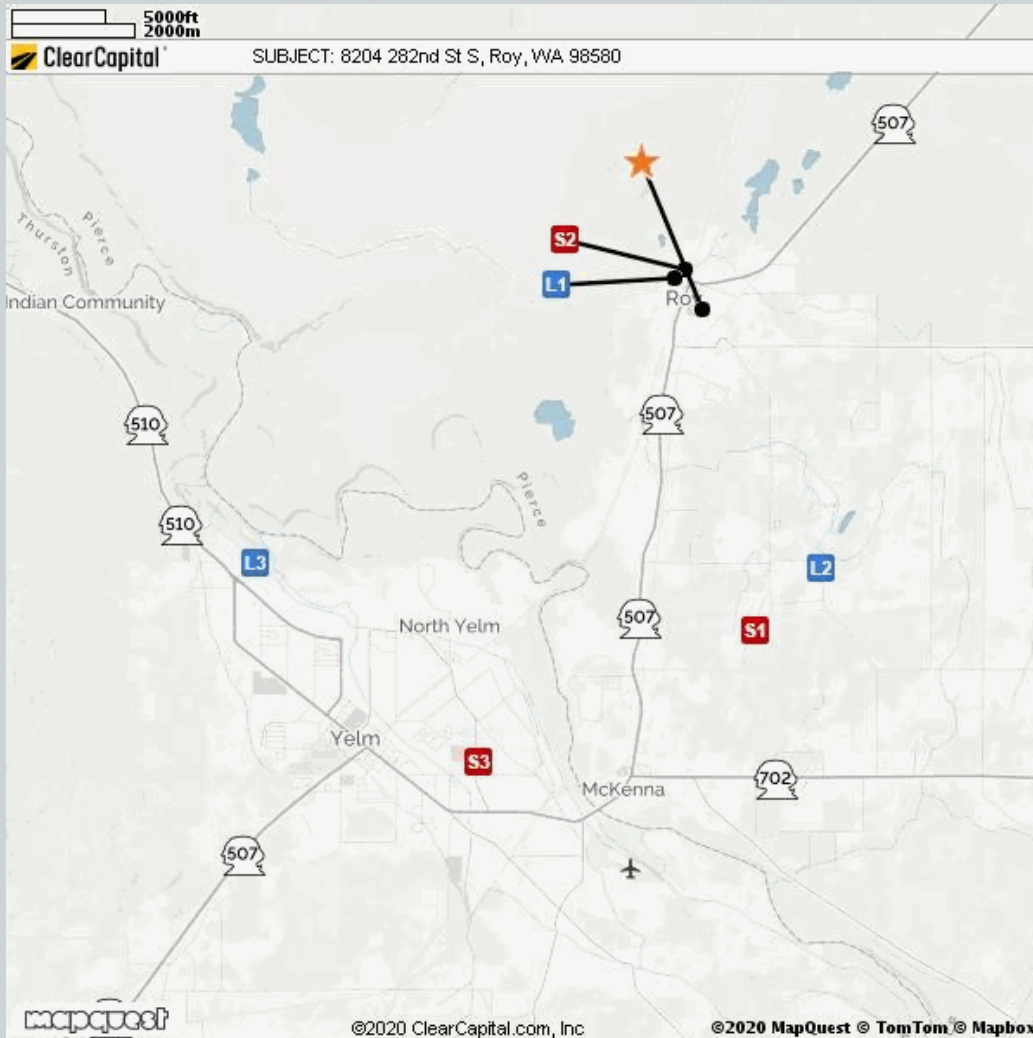 5000ft
2000m
ClearCapital
SUBJECT: 8204 282nd St S, Roy, WA 98580
507
Pierce
Thurston
S2
L1
Indian Community
507
510
Pierce
510
L3
L2
507
North Yelm
S1
Yelm
S3
McKenna
702
507
mapquest
©2020 ClearCapital.com, Inc
©2020 MapQuest © TomTom © Mapbox